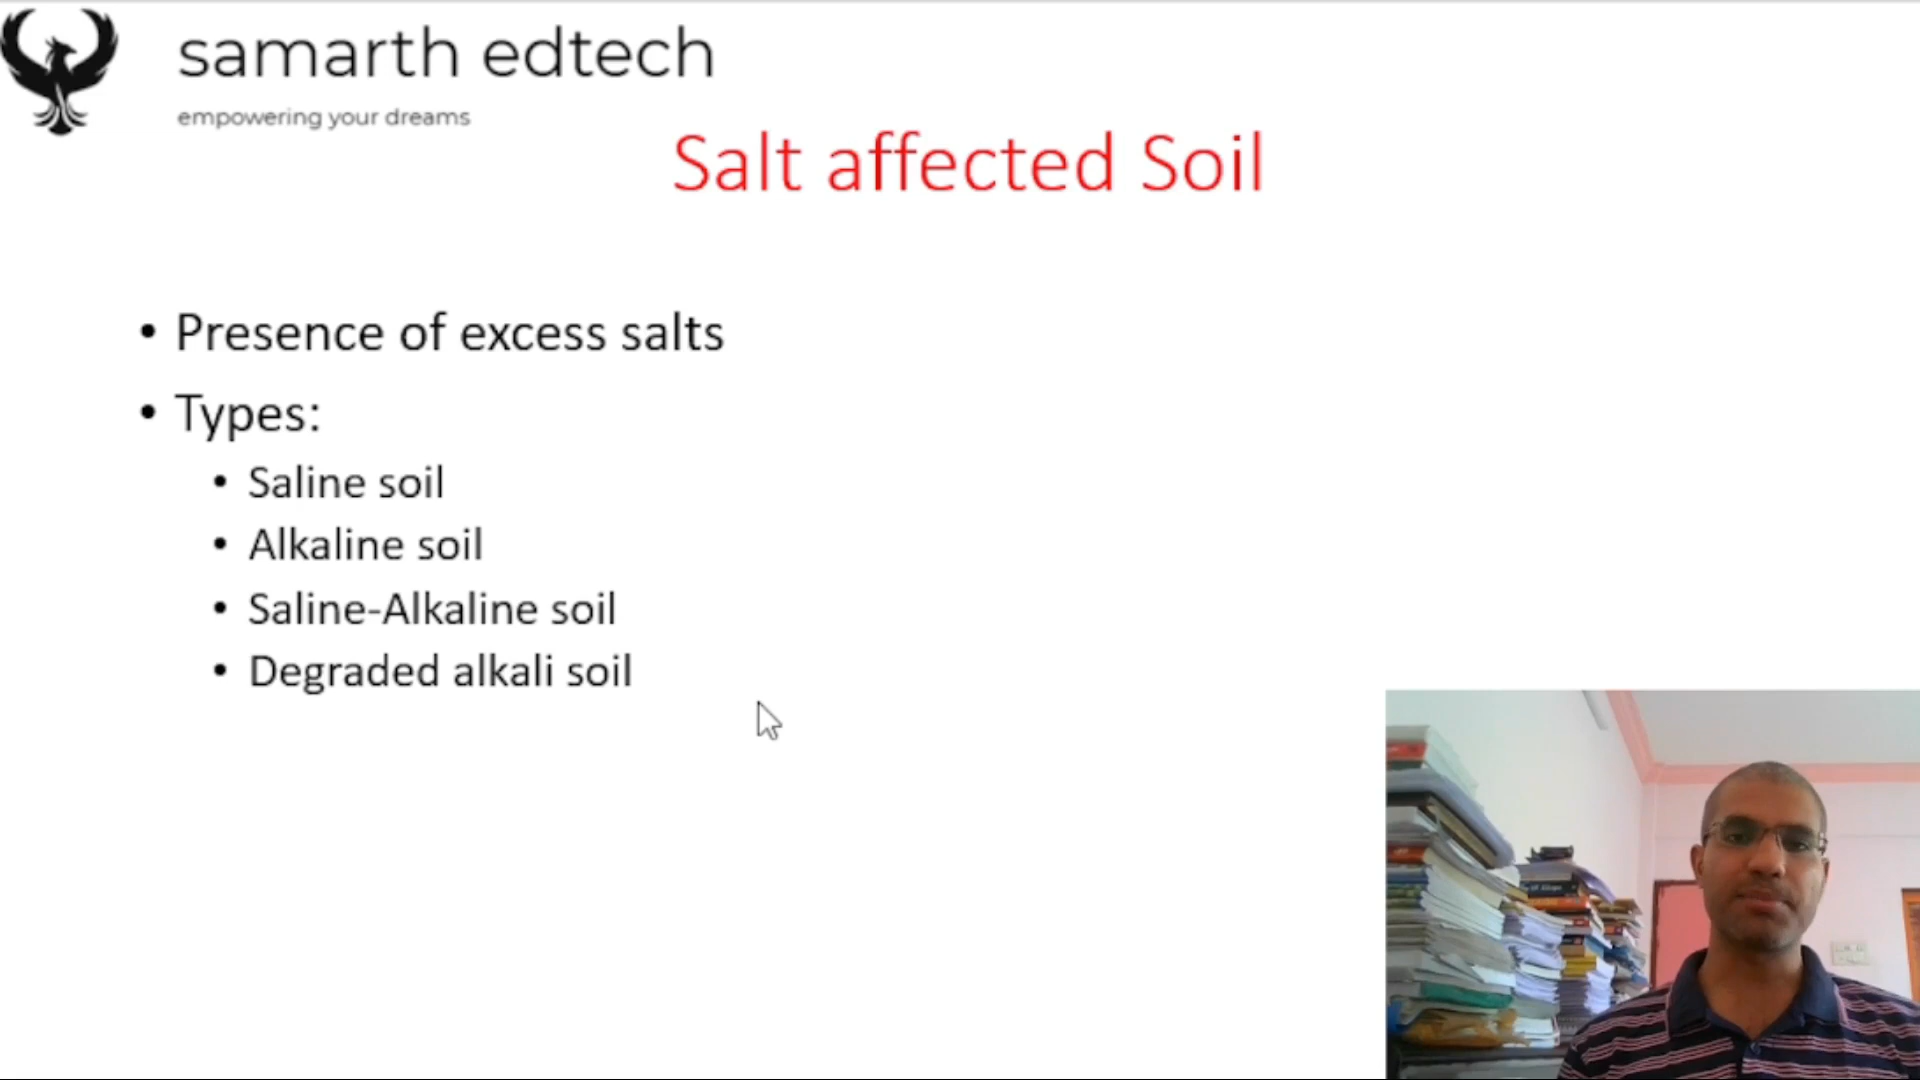 samarth edtech
empowering your dreams
Salt affected Soil
• Presence of excess salts
• Types:
• Saline soil
• Alkaline soil
• Saline-Alkaline soil
• Degraded alkali soil